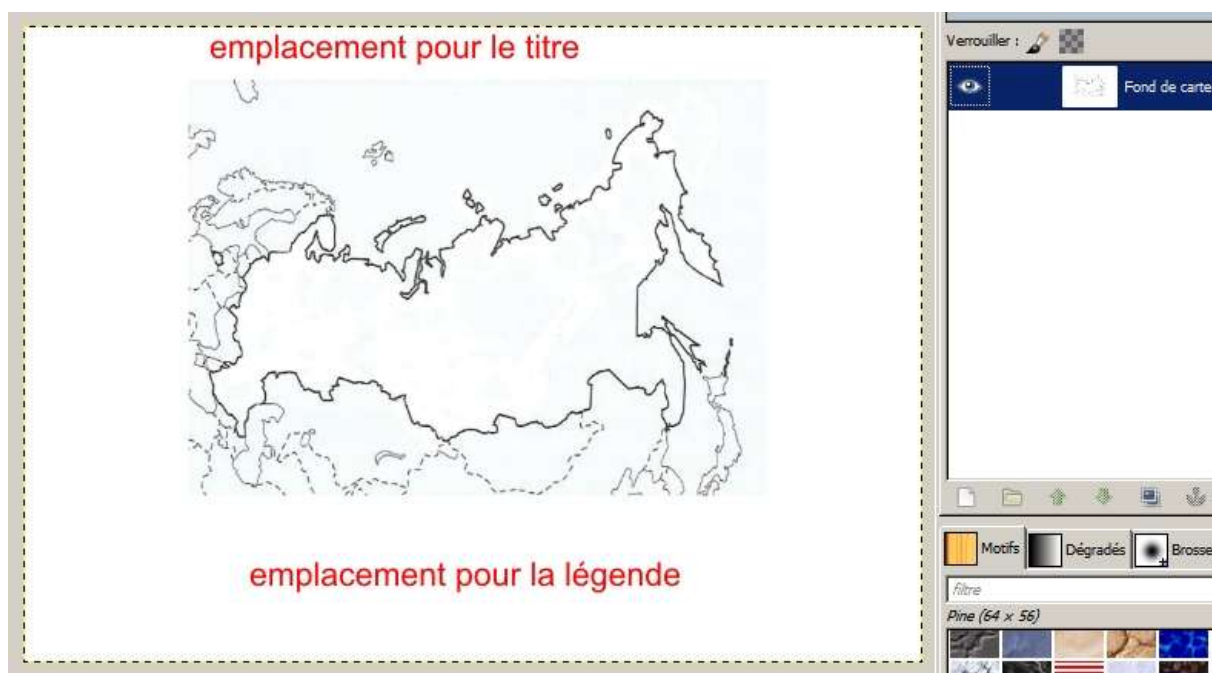 emplacement pour le titre
Verrouiller :
Fond de carte
emplacement pour la légende
Motifs
Dégradés
Brosse
filtre
Pine (64 x 56)